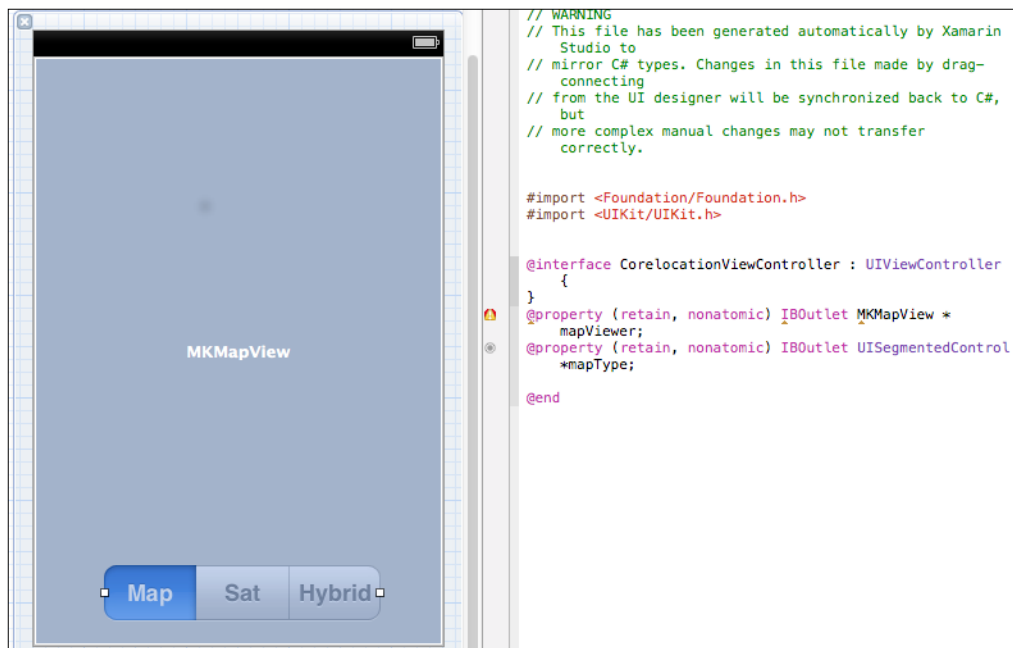 MKMapView
Map Sat Hybrid
// WARNING
// This file has been generated automatically by Xamarin
Studio to
// mirror C# types. Changes in this file made by drag-
connecting
// from the UI designer will be synchronized back to C#,
but
// more complex manual changes may not transfer
correctly.
#import <Foundation/Foundation.h>
#import <UIKit/UIKit.h>
@interface CorelocationViewController : UIViewController
{
}
@property (retain, nonatomic) IBOutlet MKMapView *
mapViewer;
@property (retain, nonatomic) IBOutlet UISegmentedControl
*mapType;
@end